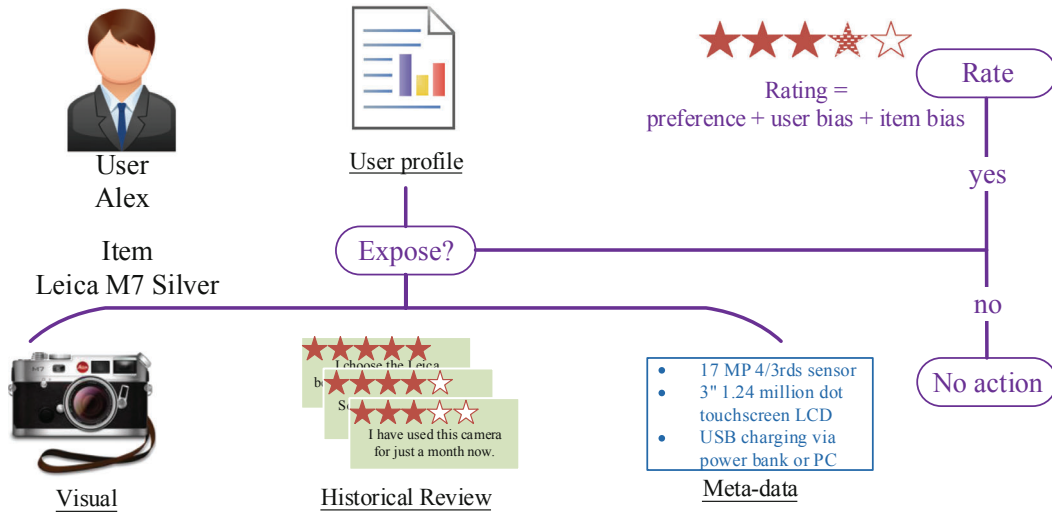 User
Alex
User profile
Rating =
preference + user bias + item bias
Rate
yes
Expose?
Item
Leica M7 Silver
no
No action
M7
I choose the Leica
I have used this camera
for just a month now.
• 17 MP 4/3rds sensor
• 3" 1.24 million dot
touchscreen LCD
• USB charging via
power bank or PC
Visual
Historical Review
Meta-data